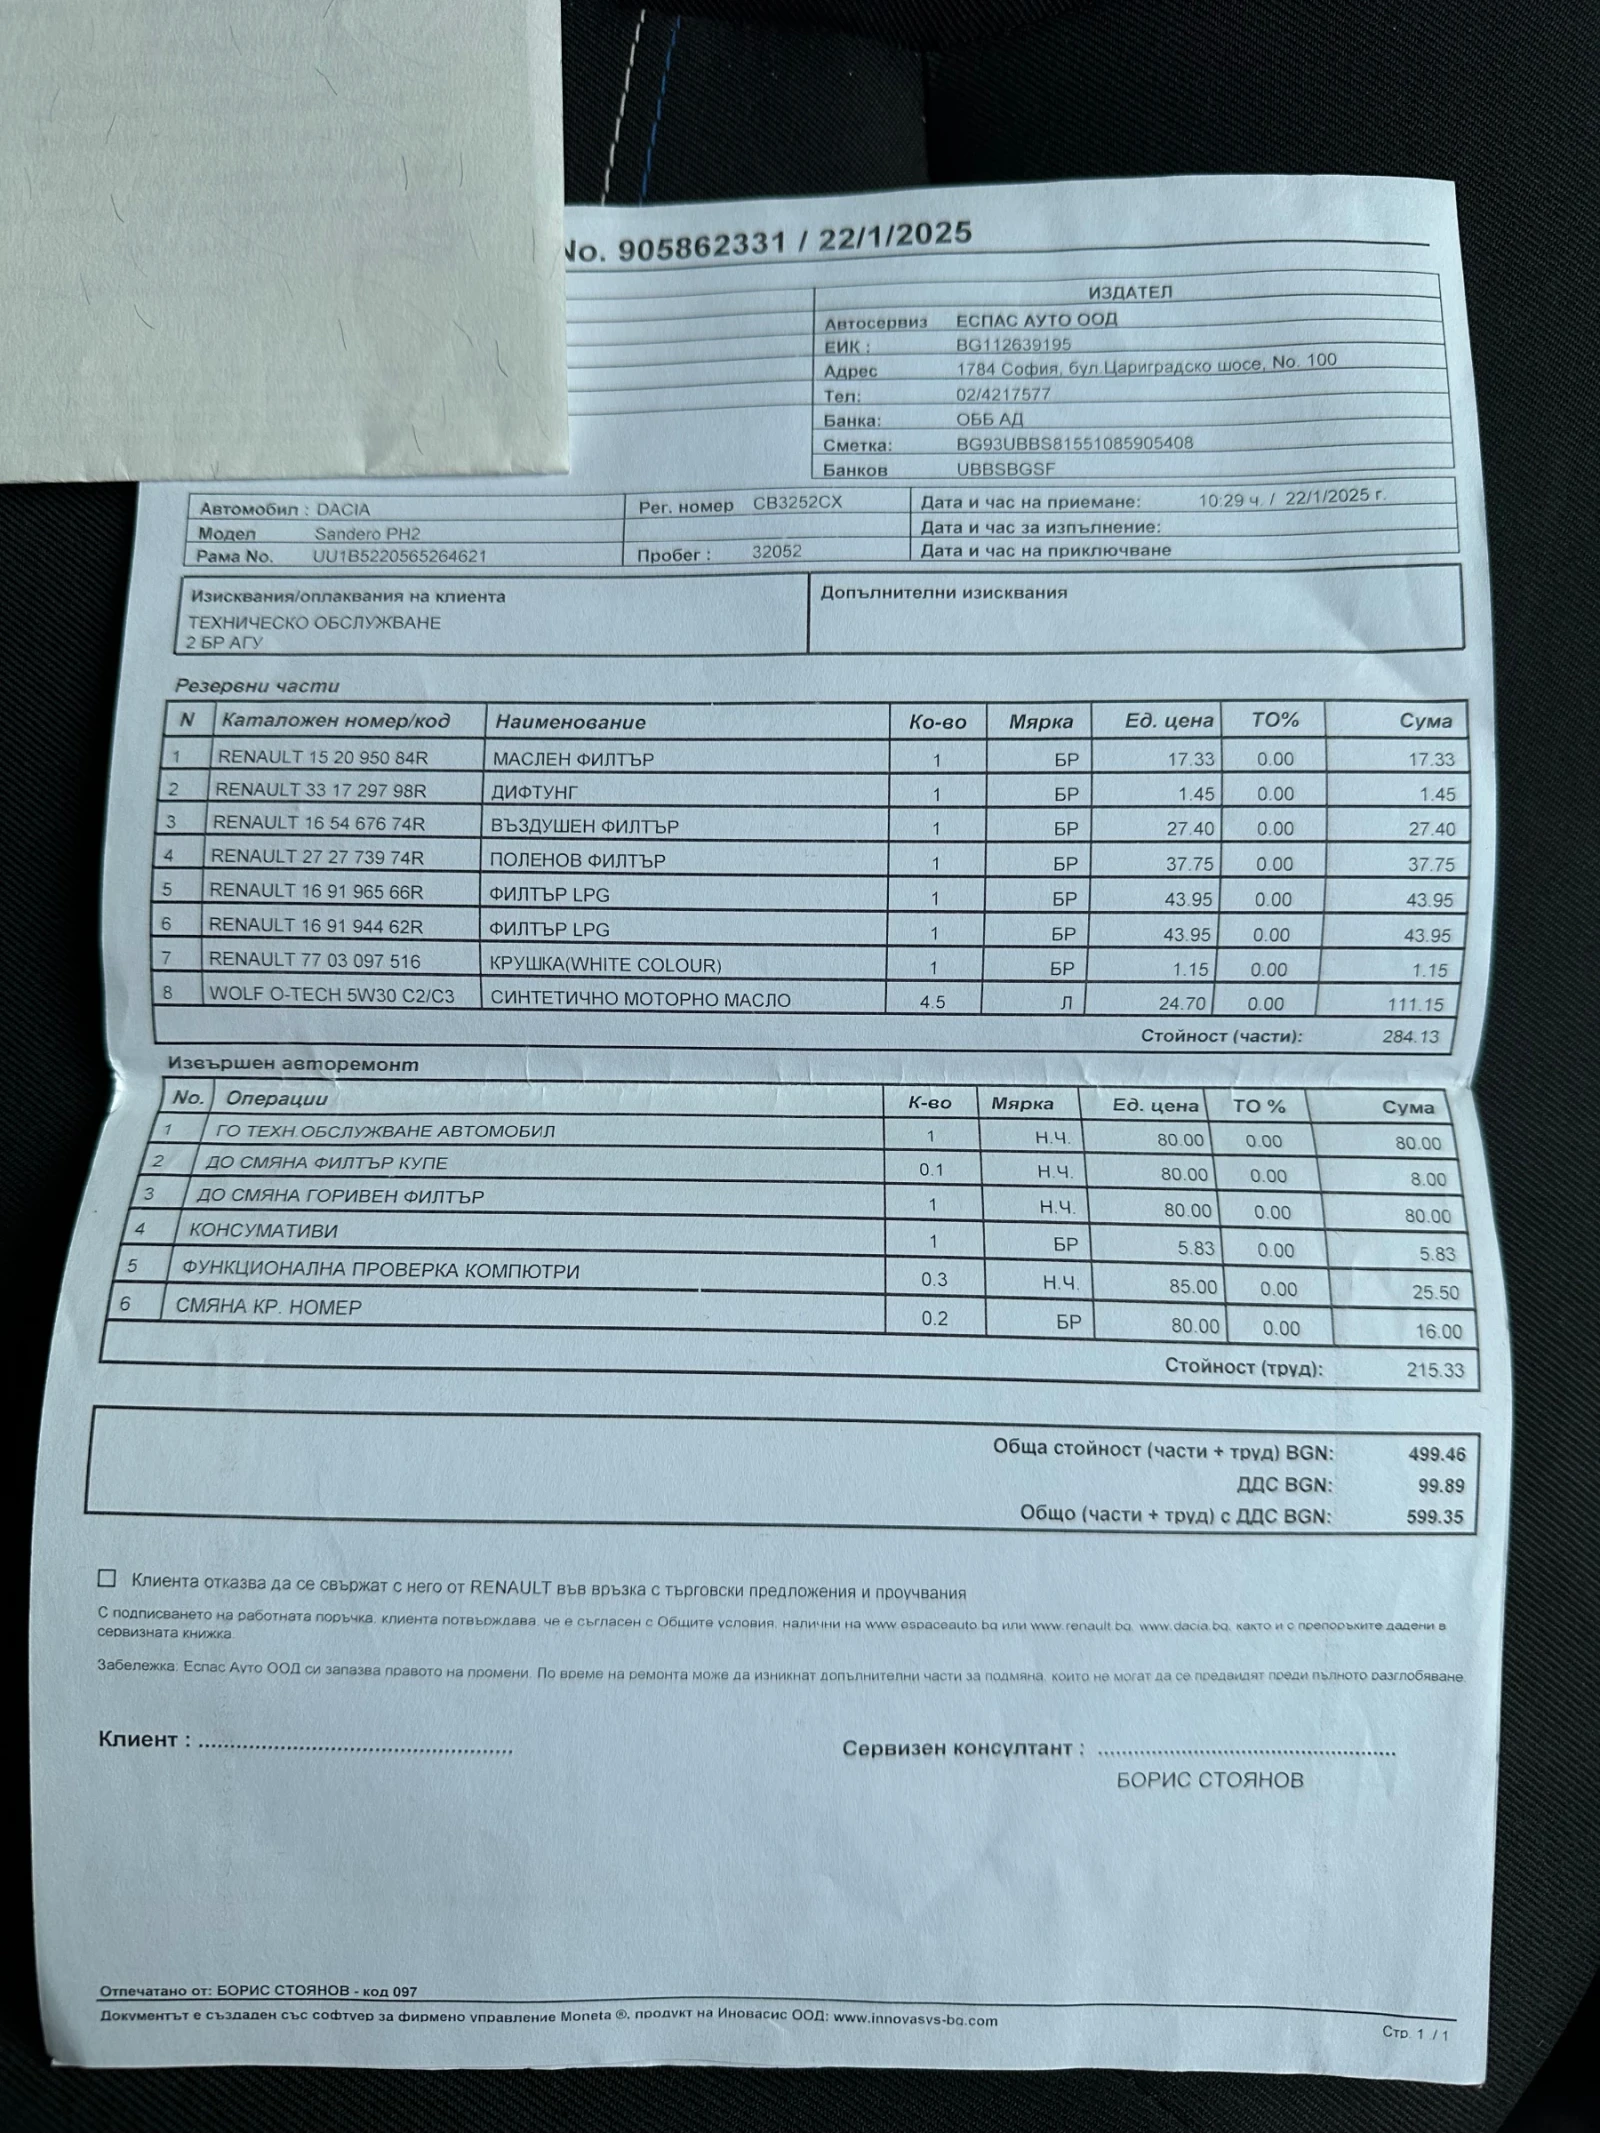 No. 905862331 / 22/1/2025
ИЗДАТЕЛ
Автосервиз ЕСПАС АУТО ООД
ЕИК : BG112639195
Адрес 1784 София, бул.Цариградско шосе, No. 100
Тел: 02/4217577
Банка: ОББ АД
Сметка: BG93UBBS81551085905408
Банков UBBSBGSF
Автомобил : DACIA Рег. номер CB3252CX Дата и час на приемане: 10:29 ч. / 22/1/2025 г.
Модел Sandero PH2 Дата и час за изпълнение:
Рама No. UU1B5220565264621 Пробег : 32052 Дата и час на приключване
Изисквания/оплаквания на клиента Допълнителни изисквания
ТЕХНИЧЕСКО ОБСЛУЖВАНЕ
2 БР АГУ
Резервни части
N Каталожен номер/код Наименование Ко-во Мярка Ед. цена ТО% Сума
1 RENAULT 15 20 950 84R МАСЛЕН ФИЛТЪР 1 БР 17.33 0.00 17.33
2 RENAULT 33 17 297 98R ДИФТУНГ 1 БР 1.45 0.00 1.45
3 RENAULT 16 54 676 74R ВЪЗДУШЕН ФИЛТЪР 1 БР 27.40 0.00 27.40
4 RENAULT 27 27 739 74R ПОЛЕНОВ ФИЛТЪР 1 БР 37.75 0.00 37.75
5 RENAULT 16 91 965 66R ФИЛТЪР LPG 1 БР 43.95 0.00 43.95
6 RENAULT 16 91 944 62R ФИЛТЪР LPG 1 БР 43.95 0.00 43.95
7 RENAULT 77 03 097 516 КРУШКА(WHITE COLOUR) 1 БР 1.15 0.00 1.15
8 WOLF O-TECH 5W30 C2/C3 СИНТЕТИЧНО МОТОРНО МАСЛО 4.5 Л 24.70 0.00 111.15
Стойност (части): 284.13
Извършен авторемонт
No. Операции К-во Мярка Ед. цена ТО % Сума
1 ГО ТЕХН.ОБСЛУЖВАНЕ АВТОМОБИЛ 1 Н.Ч. 80.00 0.00 80.00
2 ДО СМЯНА ФИЛТЪР КУПЕ 0.1 Н.Ч. 80.00 0.00 8.00
3 ДО СМЯНА ГОРИВЕН ФИЛТЪР 1 Н.Ч. 80.00 0.00 80.00
4 КОНСУМАТИВИ 1 БР 5.83 0.00 5.83
5 ФУНКЦИОНАЛНА ПРОВЕРКА КОМПЮТРИ 0.3 Н.Ч. 85.00 0.00 25.50
6 СМЯНА КР. НОМЕР 0.2 БР 80.00 0.00 16.00
Стойност (труд): 215.33
Обща стойност (части + труд) BGN: 499.46
ДДС BGN: 99.89
Общо (части + труд) с ДДС BGN: 599.35
Клиента отказва да се свържат с него от RENAULT във връзка с търговски предложения и проучвания
С подписването на работната поръчка, клиента потвърждава, че е съгласен с Общите условия, налични на www.espaceauto.bg или www.renault.bg, www.dacia.bg, както и с препоръките дадени в
сервизната книжка.
Забележка: Еспас Ауто ООД си запазва правото на промени. По време на ремонта може да изникнат допълнителни части за подмяна, които не могат да се предвидят преди пълното разглобяване.
Клиент : ............................................... Сервизен консултант : .............................................
БОРИС СТОЯНОВ
Отпечатано от: БОРИС СТОЯНОВ - код 097
Документът е създаден със софтуер за фирмено управление Moneta ®, продукт на Иновасис ООД: www.innovasys-bg.com
Стр. 1 / 1